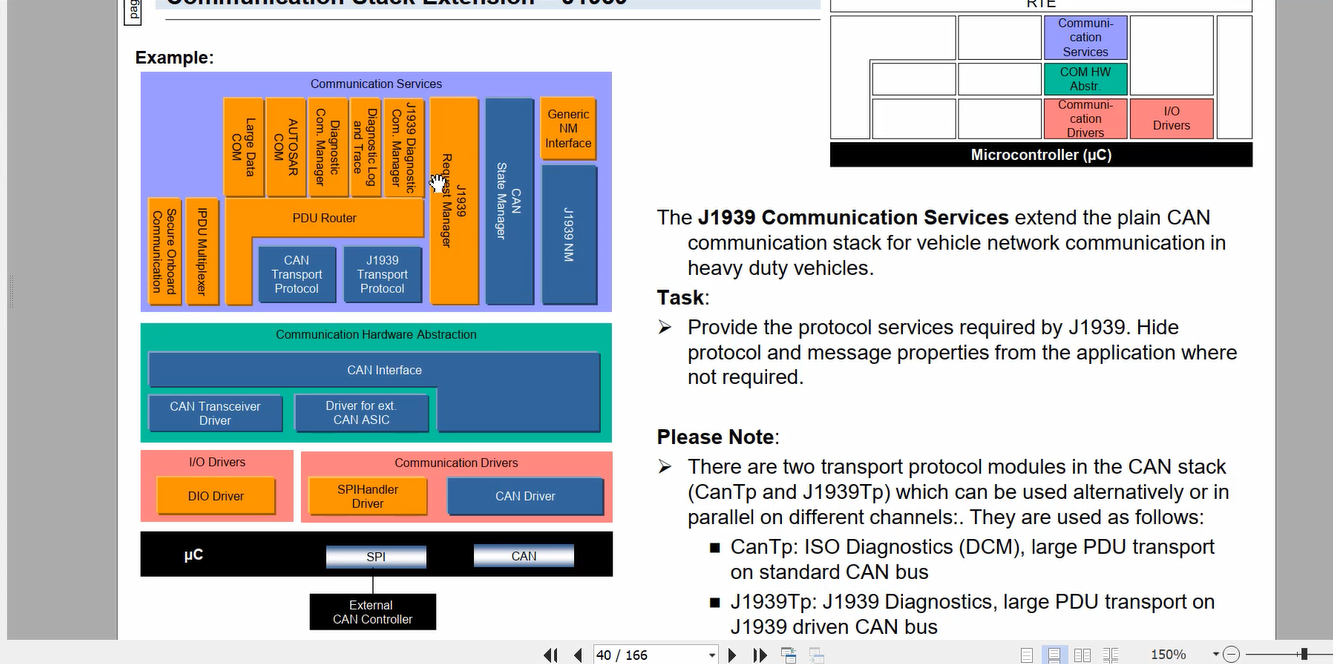 Communication Stack Extension – J1939
pag
Example:
Communication Services
Large Data
COM
AUTOSAR
COM
Diagnostic
Com. Manager
Diagnostic Log
and Trace
J1939 Diagnostic
Com. Manager
J1939
Request Manager
CAN
State Manager
Generic
NM
Interface
J1939 NM
Secure Onboard
Communication
IPDU Multiplexer
PDU Router
CAN
Transport
Protocol
J1939
Transport
Protocol
Communication Hardware Abstraction
CAN Interface
CAN Transceiver
Driver
Driver for ext.
CAN ASIC
I/O Drivers
DIO Driver
Communication Drivers
SPIHandler
Driver
CAN Driver
µC
SPI
CAN
External
CAN Controller
RTE
Communi-
cation
Services
COM HW
Abstr.
Communi-
cation
Drivers
I/O
Drivers
Microcontroller (µC)
The J1939 Communication Services extend the plain CAN
communication stack for vehicle network communication in
heavy duty vehicles.
Task:
➢ Provide the protocol services required by J1939. Hide
protocol and message properties from the application where
not required.
Please Note:
➢ There are two transport protocol modules in the CAN stack
(CanTp and J1939Tp) which can be used alternatively or in
parallel on different channels:. They are used as follows:
■ CanTp: ISO Diagnostics (DCM), large PDU transport
on standard CAN bus
■ J1939Tp: J1939 Diagnostics, large PDU transport on
J1939 driven CAN bus
40 / 166
150%